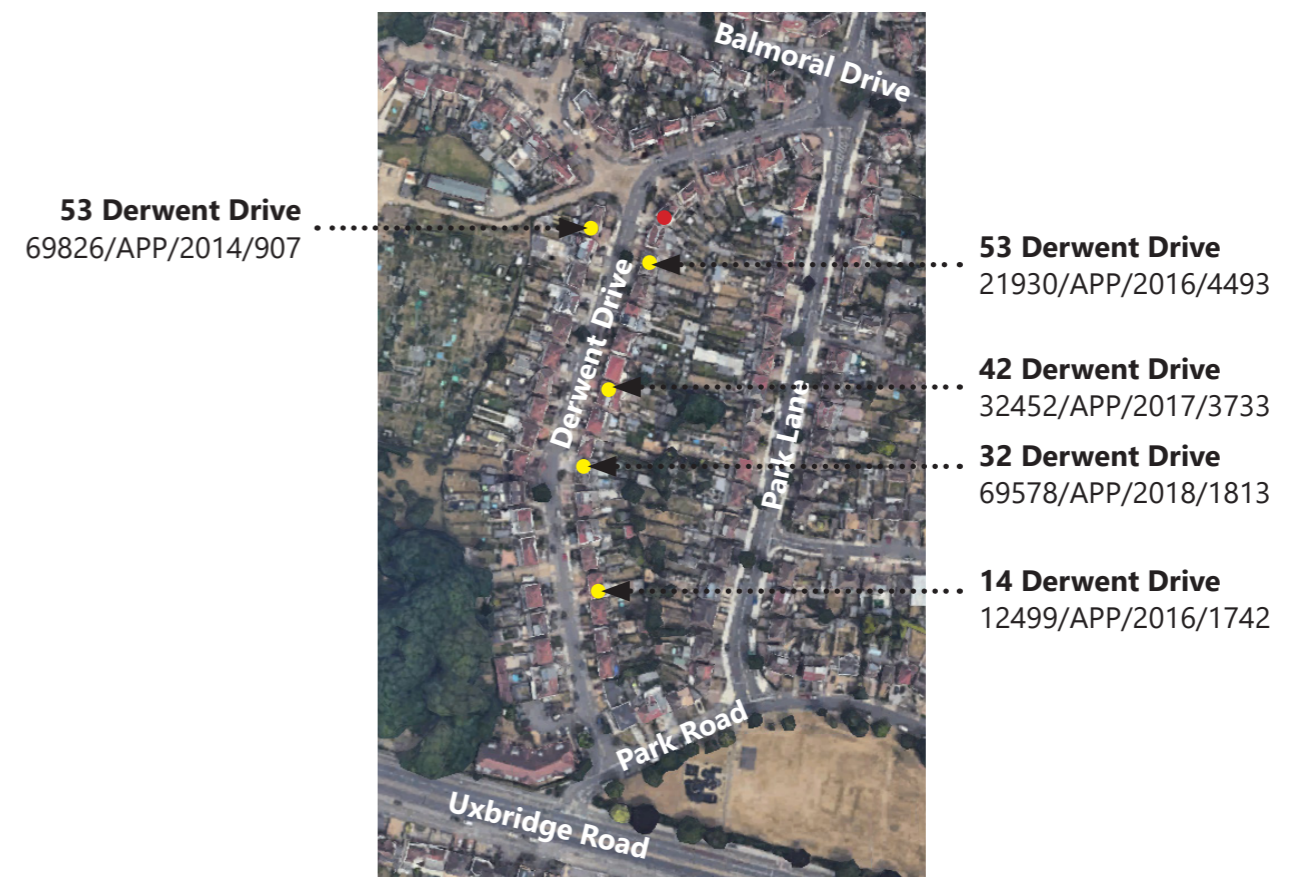 Balmoral Drive
53 Derwent Drive
69826/APP/2014/907
53 Derwent Drive
21930/APP/2016/4493
Derwent Drive
42 Derwent Drive
32452/APP/2017/3733
Park Lane
32 Derwent Drive
69578/APP/2018/1813
14 Derwent Drive
12499/APP/2016/1742
Park Road
Uxbridge Road